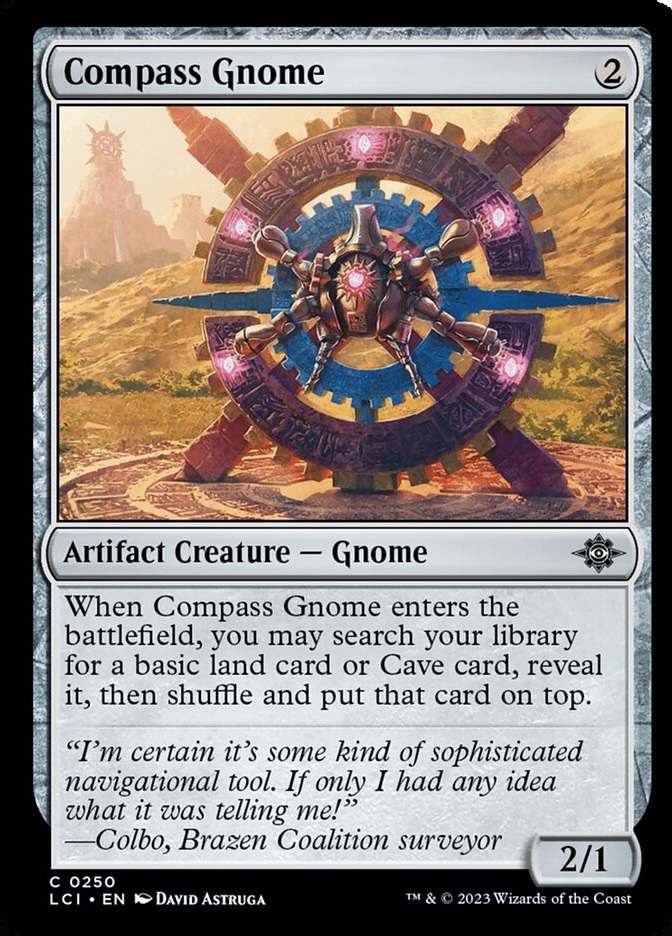 Compass Gnome
2
Artifact Creature — Gnome
When Compass Gnome enters the
battlefield, you may search your library
for a basic land card or Cave card, reveal
it, then shuffle and put that card on top.
“I’m certain it’s some kind of sophisticated
navigational tool. If only I had any idea
what it was telling me!”
—Colbo, Brazen Coalition surveyor
2/1
C 0250
LCI • EN David Astruga
™ & © 2023 Wizards of the Coast